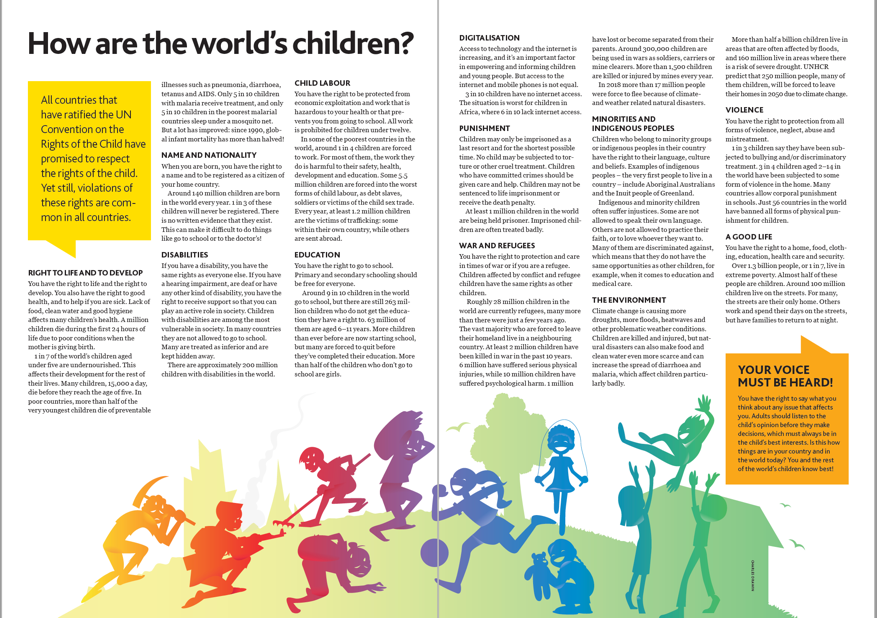 How are the world's children?
All countries that
have ratified the UN
Convention on the
Rights of the Child have
promised to respect
the rights of the child.
Yet still, violations of
these rights are com-
mon in all countries.
RIGHT TO LIFE AND TO DEVELOP
You have the right to life and the right to
develop. You also have the right to good
health, and to help if you are sick. Lack of
food, clean water and good hygiene
affects many children's health. A million
children die during the first 24 hours of
life due to poor conditions when the
mother is giving birth.
1 in 7 of the world's children aged
under five are undernourished. This
affects their development for the rest of
their lives. Many children, 15,000 a day,
die before they reach the age of five. In
poor countries, more than half of the
very youngest children die of preventable
illnesses such as pneumonia, diarrhoea,
tetanus and AIDS. Only 5 in 10 children
with malaria receive treatment, and only
5 in 10 children in the poorest malarial
countries sleep under a mosquito net.
But a lot has improved: since 1990, glob-
al infant mortality has more than halved!
NAME AND NATIONALITY
When you are born, you have the right to
a name and to be registered as a citizen of
your home country.
Around 140 million children are born
in the world every year. 1 in 3 of these
children will never be registered. There
is no written evidence that they exist.
This can make it difficult to do things
like go to school or to the doctor's!
DISABILITIES
If you have a disability, you have the
same rights as everyone else. If you have
a hearing impairment, are deaf or have
any other kind of disability, you have the
right to receive support so that you can
play an active role in society. Children
with disabilities are among the most
vulnerable in society. In many countries
they are not allowed to go to school.
Many are treated as inferior and are
kept hidden away.
There are approximately 200 million
children with disabilities in the world.
CHILD LABOUR
You have the right to be protected from
economic exploitation and work that is
hazardous to your health or that pre-
vents you from going to school. All work
is prohibited for children under twelve.
In some of the poorest countries in the
world, around 1 in 4 children are forced
to work. For most of them, the work they
do is harmful to their safety, health,
development and education. Some 5.5
million children are forced into the worst
forms of child labour, as debt slaves,
soldiers or victims of the child sex trade.
Every year, at least 1.2 million children
are the victims of trafficking: some
within their own country, while others
are sent abroad.
EDUCATION
You have the right to go to school.
Primary and secondary schooling should
be free for everyone.
Around 9 in 10 children in the world
go to school, but there are still 263 mil-
lion children who do not get the educa-
tion they have a right to. 63 million of
them are aged 6–11 years. More children
than ever before are now starting school,
but many are forced to quit before
they've completed their education. More
than half of the children who don't go to
school are girls.
DIGITALISATION
Access to technology and the internet is
increasing, and it's an important factor
in empowering and informing children
and young people. But access to the
internet and mobile phones is not equal.
3 in 10 children have no internet access.
The situation is worst for children in
Africa, where 6 in 10 lack internet access.
PUNISHMENT
Children may only be imprisoned as a
last resort and for the shortest possible
time. No child may be subjected to tor-
ture or other cruel treatment. Children
who have committed crimes should be
given care and help. Children may not be
sentenced to life imprisonment or
receive the death penalty.
At least 1 million children in the world
are being held prisoner. Imprisoned chil-
dren are often treated badly.
WAR AND REFUGEES
You have the right to protection and care
in times of war or if you are a refugee.
Children affected by conflict and refugee
children have the same rights as other
children.
Roughly 28 million children in the
world are currently refugees, many more
than there were just a few years ago.
The vast majority who are forced to leave
their homeland live in a neighbouring
country. At least 2 million children have
been killed in war in the past 10 years.
6 million have suffered serious physical
injuries, while 10 million children have
suffered psychological harm. 1 million
have lost or become separated from their
parents. Around 300,000 children are
being used in wars as soldiers, carriers or
mine clearers. More than 1,500 children
are killed or injured by mines every year.
In 2018 more than 17 million people
were force to flee because of climate-
and weather related natural disasters.
MINORITIES AND
INDIGENOUS PEOPLES
Children who belong to minority groups
or indigenous peoples in their country
have the right to their language, culture
and beliefs. Examples of indigenous
peoples – the very first people to live in a
country – include Aboriginal Australians
and the Inuit people of Greenland.
Indigenous and minority children
often suffer injustices. Some are not
allowed to speak their own language.
Others are not allowed to practice their
faith, or to love whomever they want to.
Many of them are discriminated against,
which means that they do not have the
same opportunities as other children, for
example, when it comes to education and
medical care.
THE ENVIRONMENT
Climate change is causing more
droughts, more floods, heatwaves and
other problematic weather conditions.
Children are killed and injured, but nat-
ural disasters can also make food and
clean water even more scarce and can
increase the spread of diarrhoea and
malaria, which affect children particu-
larly badly.
More than half a billion children live in
areas that are often affected by floods,
and 160 million live in areas where there
is a risk of severe drought. UNHCR
predict that 250 million people, many of
them children, will be forced to leave
their homes in 2050 due to climate change.
VIOLENCE
You have the right to protection from all
forms of violence, neglect, abuse and
mistreatment.
1 in 3 children say they have been sub-
jected to bullying and/or discriminatory
treatment. 3 in 4 children aged 2–14 in
the world have been subjected to some
form of violence in the home. Many
countries allow corporal punishment
in schools. Just 56 countries in the world
have banned all forms of physical pun-
ishment for children.
A GOOD LIFE
You have the right to a home, food, cloth-
ing, education, health care and security.
Over 1.3 billion people, or 1 in 7, live in
extreme poverty. Almost half of these
people are children. Around 100 million
children live on the streets. For many,
the streets are their only home. Others
work and spend their days on the streets,
but have families to return to at night.
YOUR VOICE
MUST BE HEARD!
You have the right to say what you
think about any issue that affects
you. Adults should listen to the
child's opinion before they make
decisions, which must always be in
the child's best interests. Is this how
things are in your country and in
the world today? You and the rest
of the world's children know best!